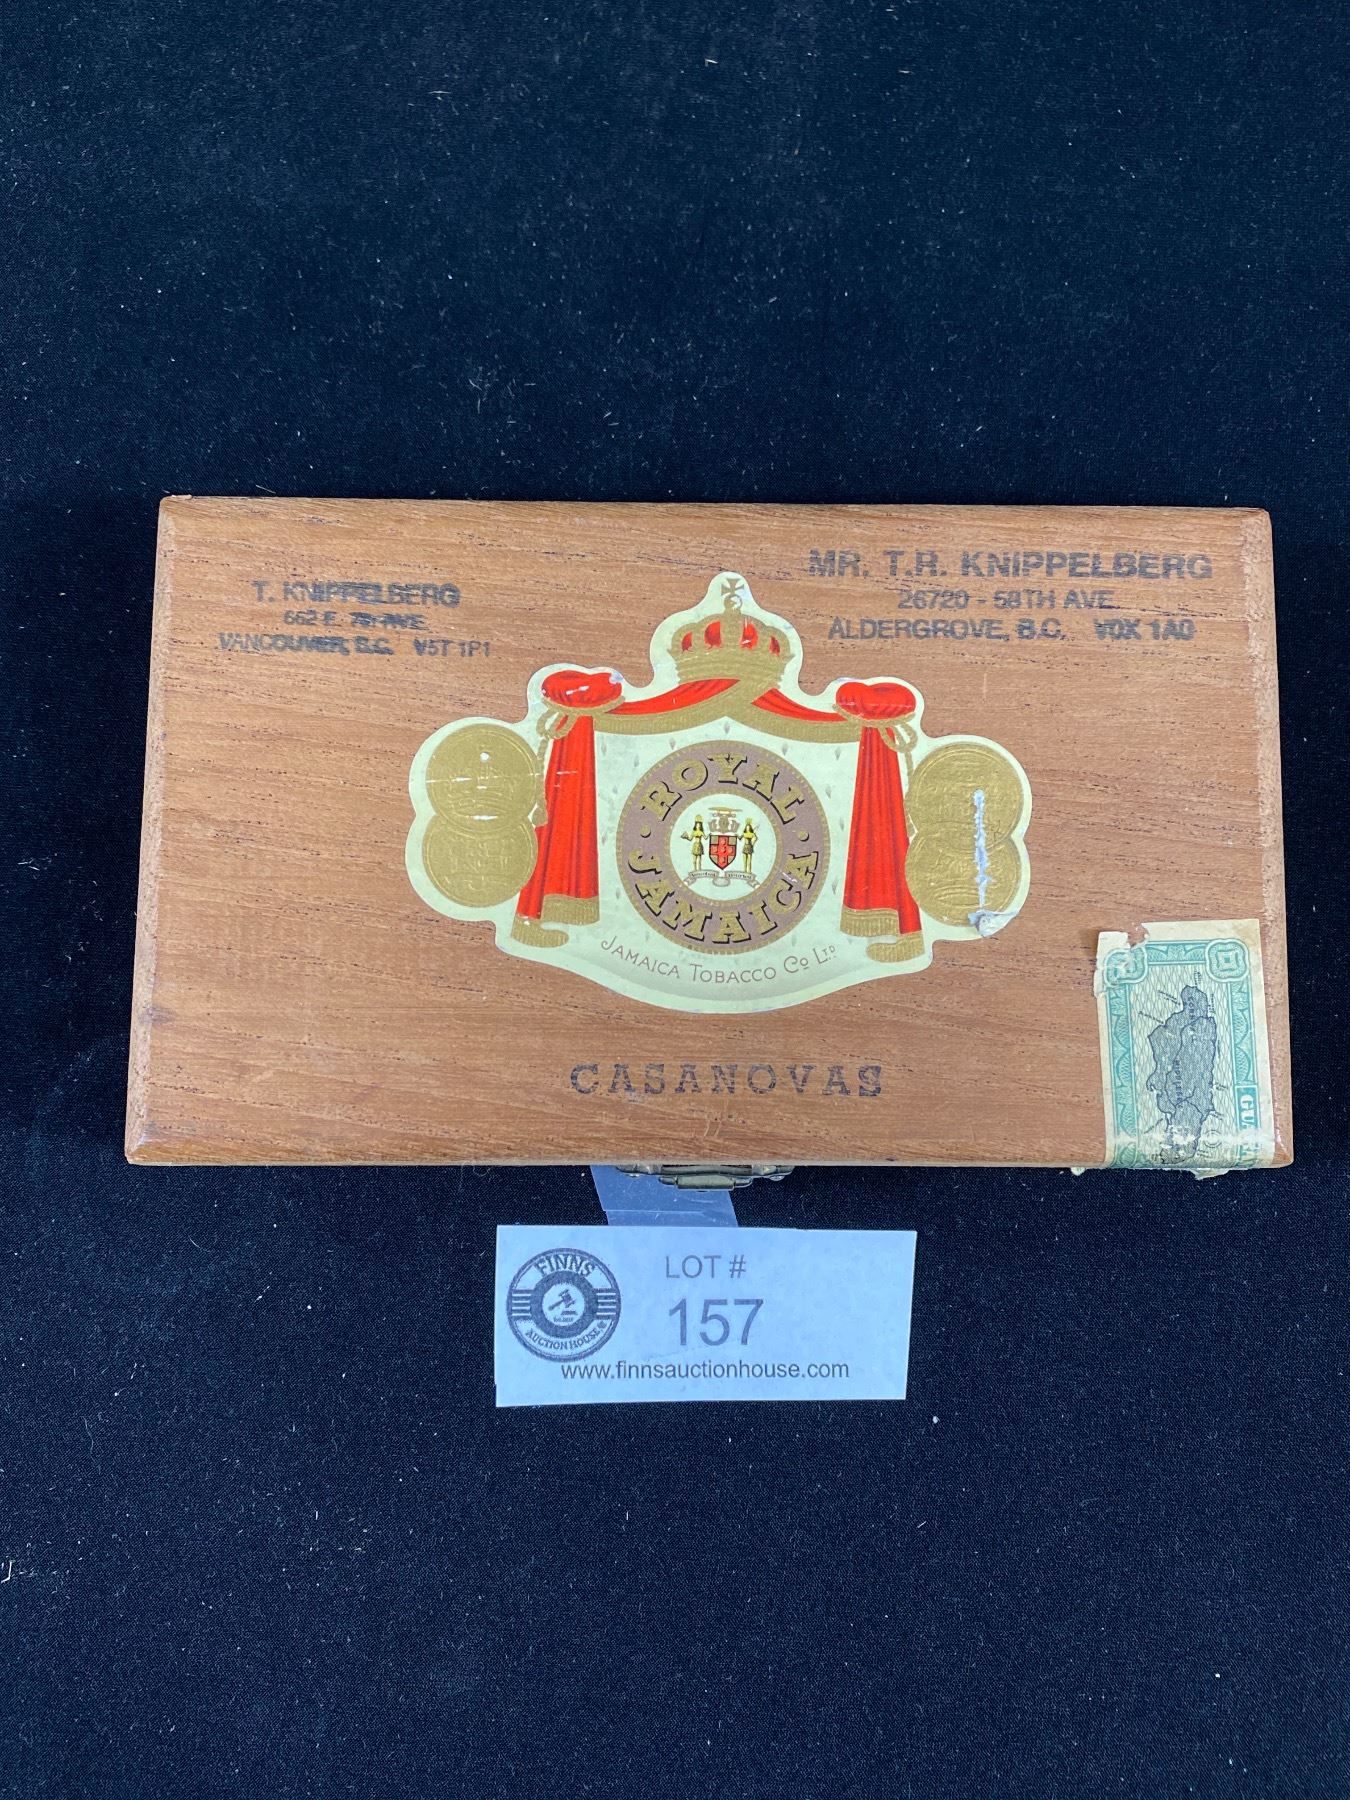 MR. T.R. KNIPPELBERG
26720 - 58TH AVE.
ALDERGROVE, B.C. V0X 1A0
T. KNIPPELBERG
662 E. 7TH AVE.
VANCOUVER, B.C. V5T 1P1
ROYAL
JAMAICA
JAMAICA TOBACCO Co LTD
CASANOVAS
FINNS
AUCTION HOUSE
LOT #
157
www.finnsauctionhouse.com